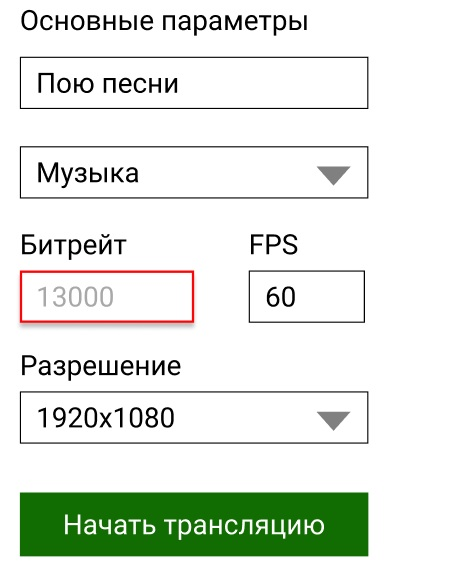 Основные параметры
Пою песни
Музыка
Битрейт FPS
13000 60
Разрешение
1920x1080
Начать трансляцию